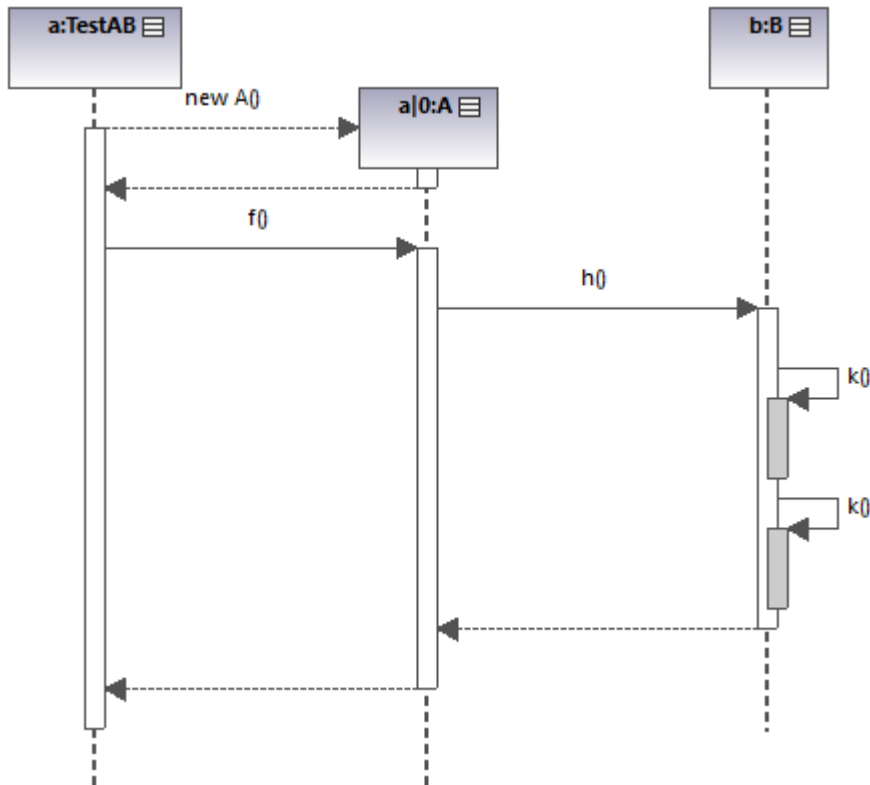 a:TestAB
b:B
new A()
a|0:A
f()
h()
k()
k()